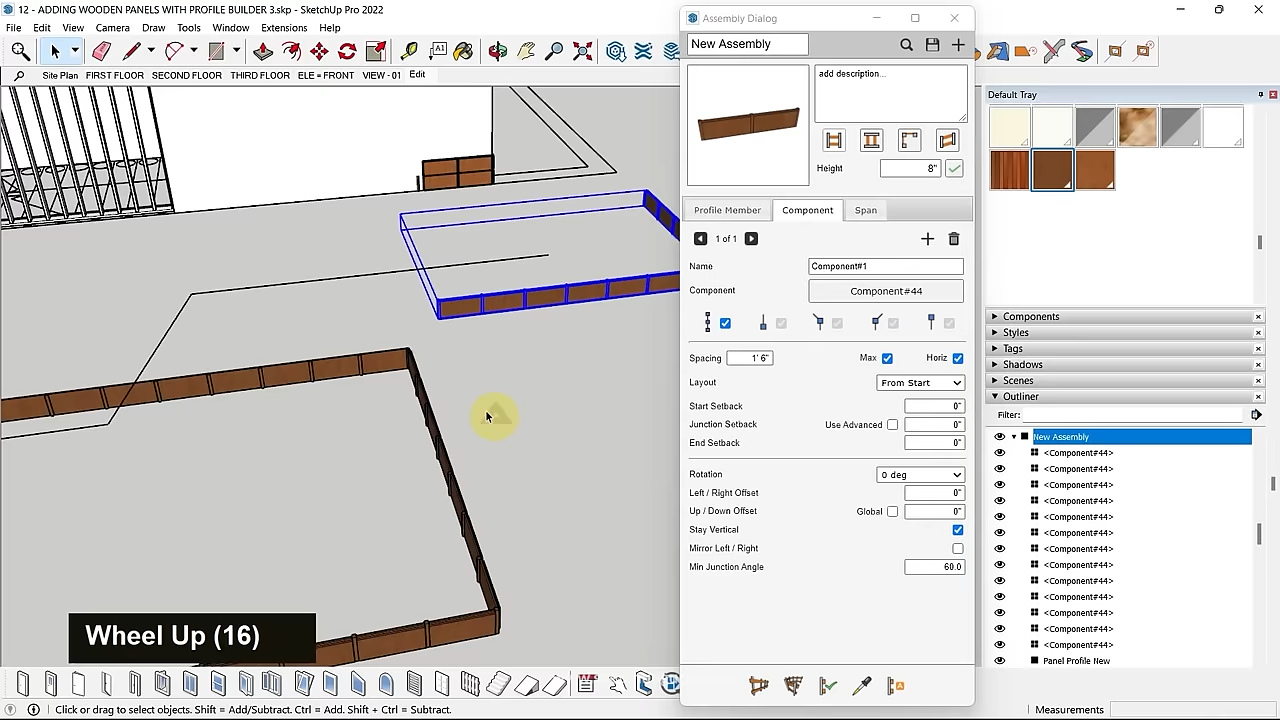 12 - ADDING WOODEN PANELS WITH PROFILE BUILDER 3.skp - SketchUp Pro 2022
File Edit View Camera Draw Tools Window Extensions Help
Site Plan FIRST FLOOR SECOND FLOOR THIRD FLOOR ELE = FRONT VIEW - 01 Edit
Assembly Dialog
New Assembly
add description...
Height 8"
Profile Member Component Span
1 of 1
Name Component#1
Component Component#44
Spacing 1' 6" Max Horiz
Layout From Start
Start Setback 0"
Junction Setback Use Advanced 0"
End Setback 0"
Rotation 0 deg
Left / Right Offset 0"
Up / Down Offset Global 0"
Stay Vertical
Mirror Left / Right
Min Junction Angle 60.0
Default Tray
Components
Styles
Tags
Shadows
Scenes
Outliner
Filter:
New Assembly
<Component#44>
<Component#44>
<Component#44>
<Component#44>
<Component#44>
<Component#44>
<Component#44>
<Component#44>
<Component#44>
<Component#44>
<Component#44>
<Component#44>
<Component#44>
Panel Profile New
Wheel Up (16)
Click or drag to select objects. Shift = Add/Subtract. Ctrl = Add. Shift + Ctrl = Subtract.
Measurements